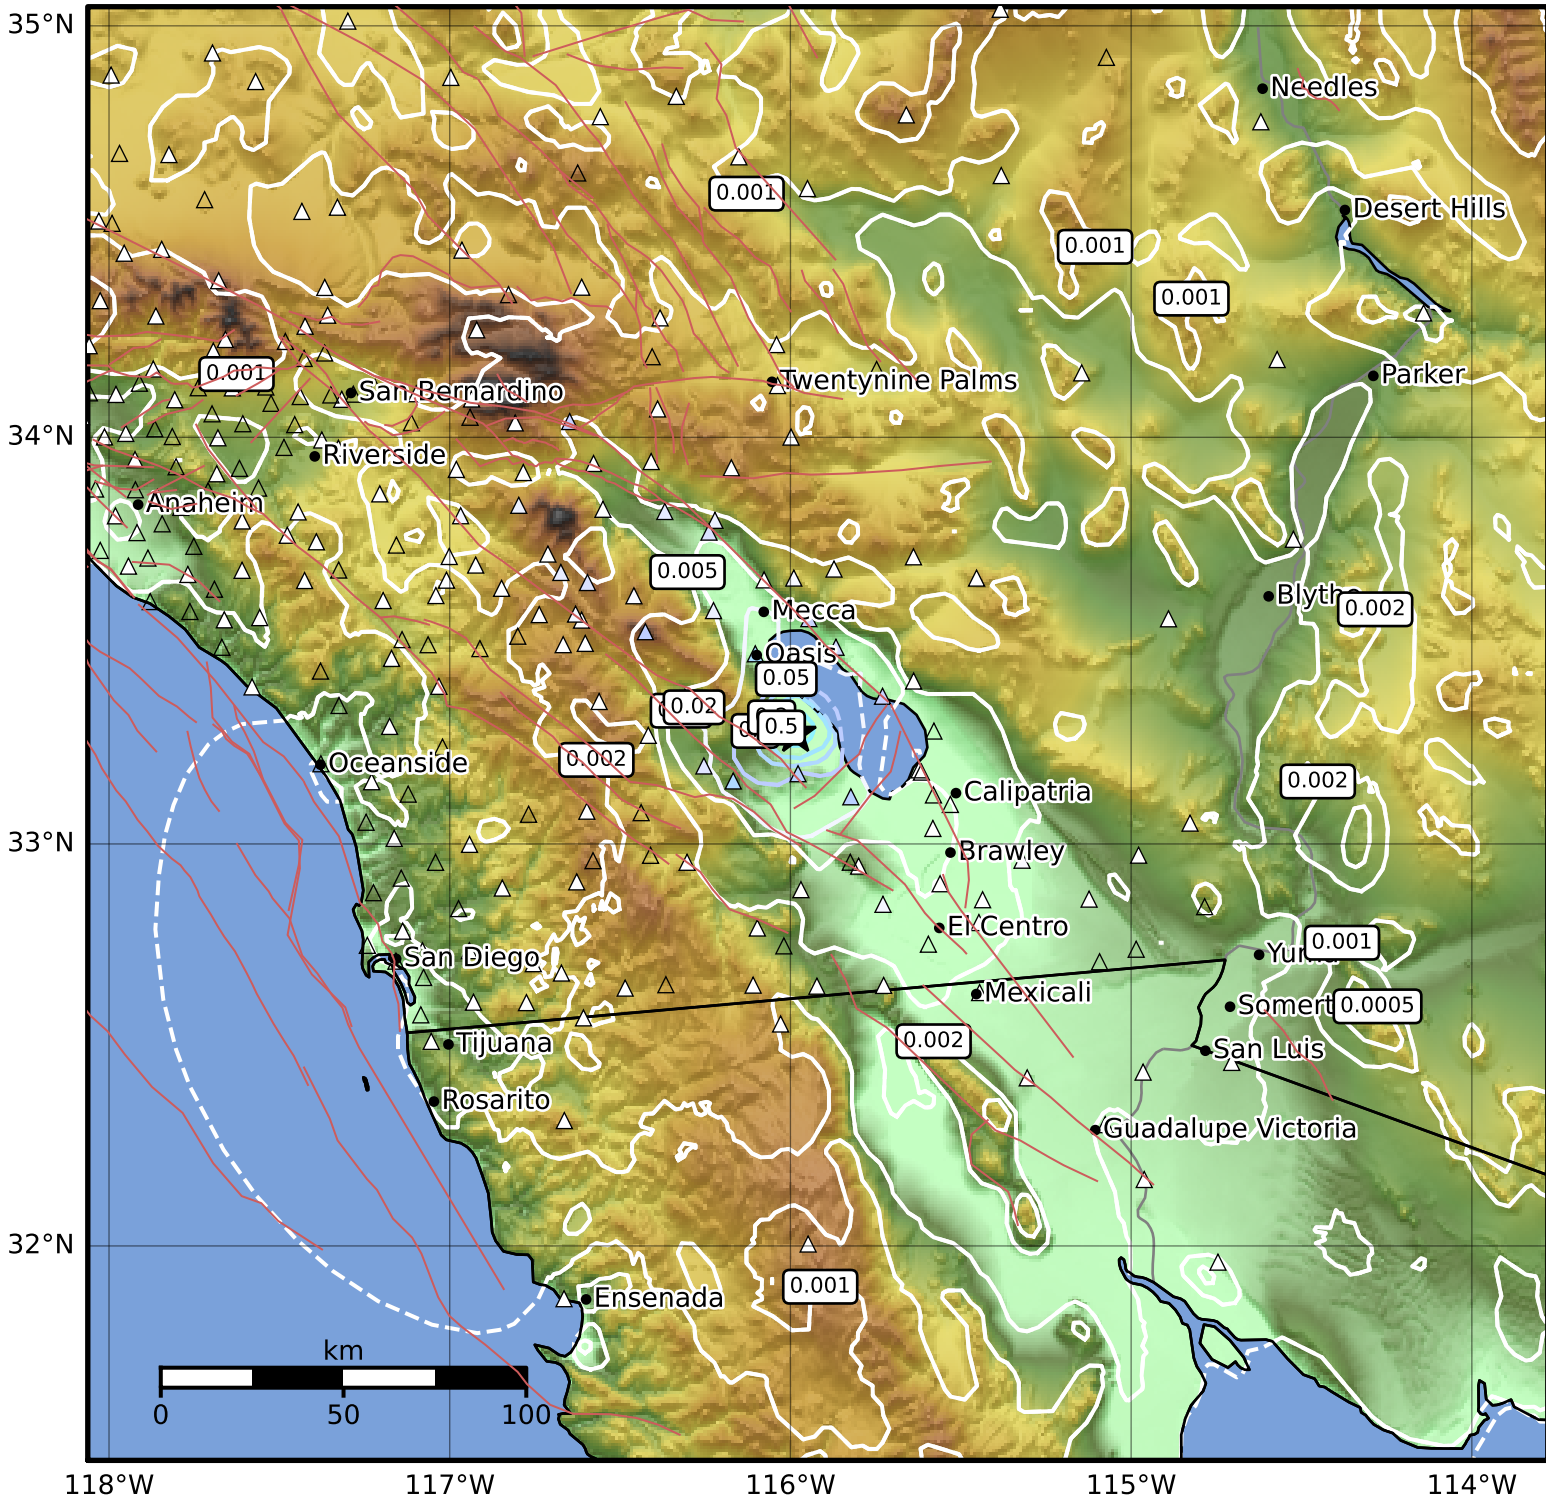 35°N
Needles
0.001
Desert Hills
0.001
0.001
0.001
San Bernardino
Twentynine Palms
Parker
34°N
Riverside
Anaheim
0.005
Mecca
Blythe
0.002
Oasis
0.05
0.02
0.5
0.002
Oceanside
0.002
Calipatria
33°N
Brawley
El Centro
San Diego
Yuma
0.001
Mexicali
Somert
0.0005
Tijuana
0.002
San Luis
Rosarito
Guadalupe Victoria
32°N
0.001
Ensenada
km
0 50 100
118°W 117°W 116°W 115°W 114°W